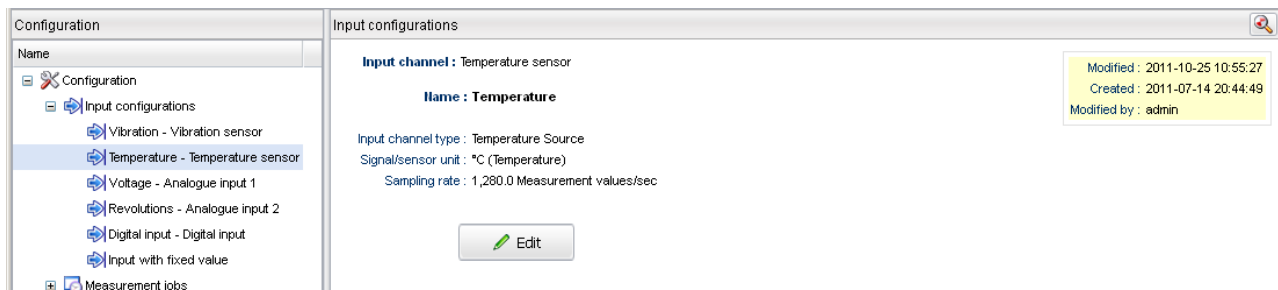 Configuration
Name
Configuration
Input configurations
Vibration - Vibration sensor
Temperature - Temperature sensor
Voltage - Analogue input 1
Revolutions - Analogue input 2
Digital input - Digital input
Input with fixed value
Measurement jobs
Input configurations
Input channel : Temperature sensor
Name : Temperature
Input channel type : Temperature Source
Signal/sensor unit : °C (Temperature)
Sampling rate : 1,280.0 Measurement values/sec
Edit
Modified : 2011-10-25 10:55:27
Created : 2011-07-14 20:44:49
Modified by : admin